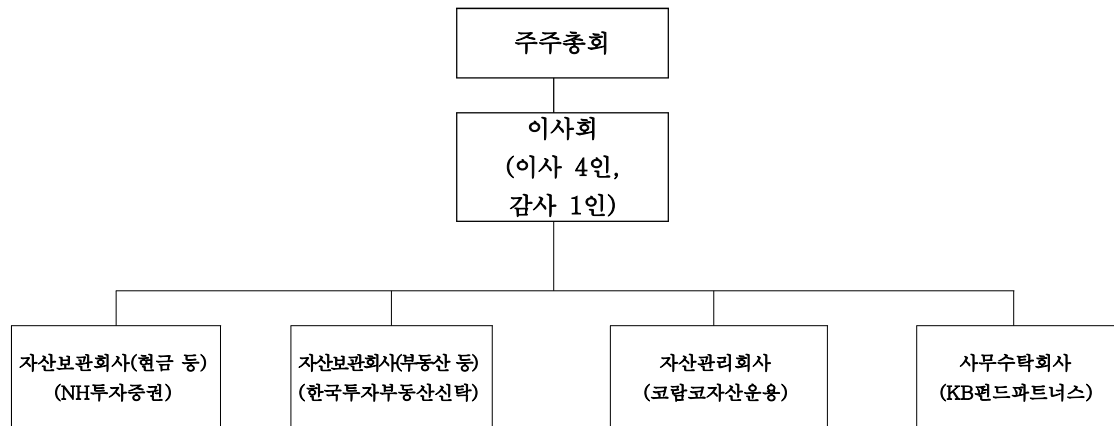 주주총회
이사회
(이사 4인,
감사 1인)
자산보관회사(현금 등)
(NH투자증권)
자산보관회사(부동산 등)
(한국투자부동산신탁)
자산관리회사
(코람코자산운용)
사무수탁회사
(KB펀드파트너스)